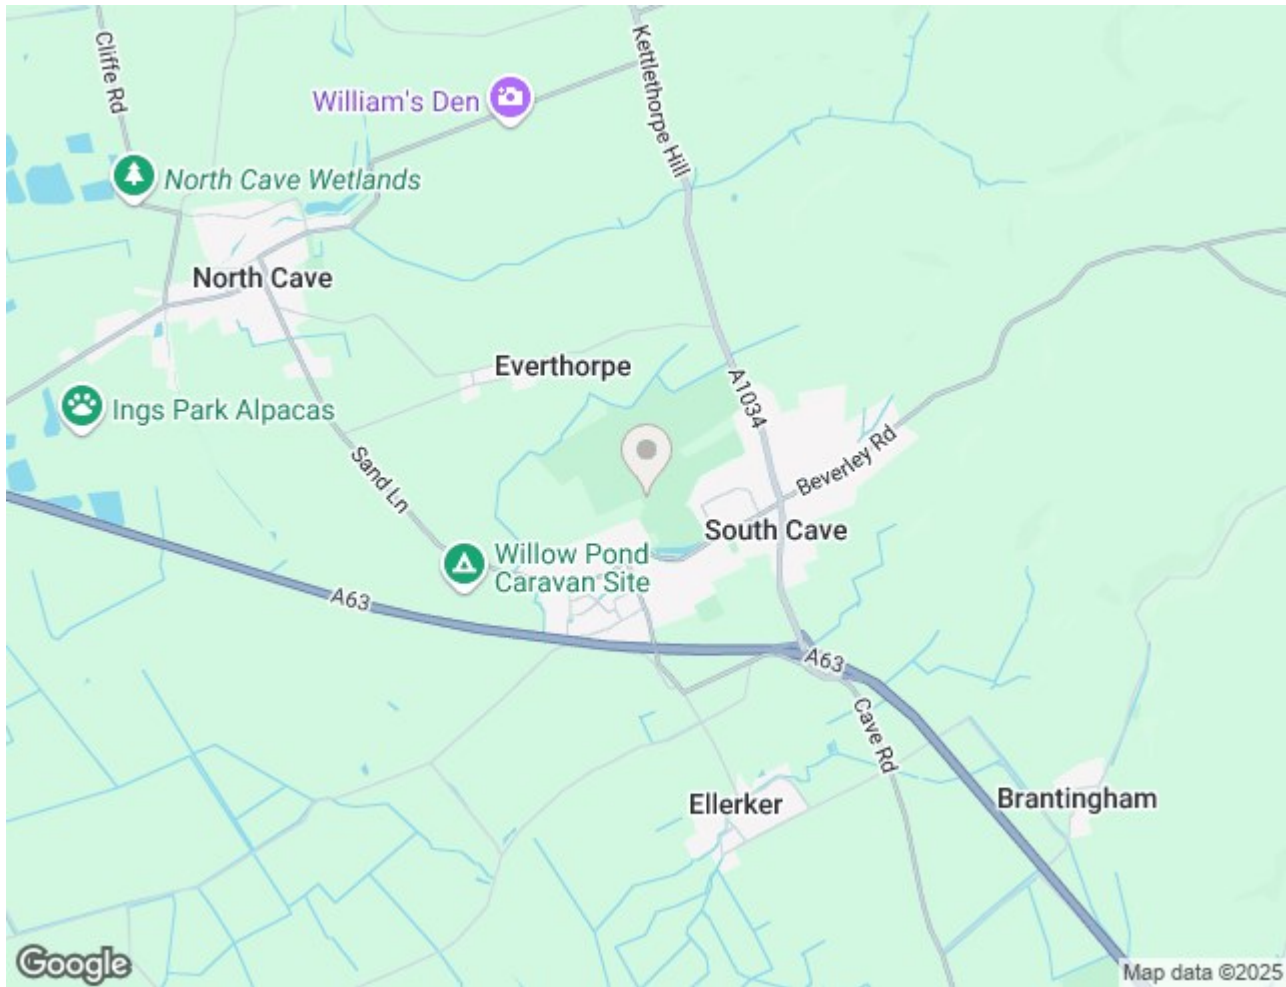 Cliffe Rd
Kettlethorpe Hill
William's Den
North Cave Wetlands
North Cave
Everthorpe
A1034
Ings Park Alpacas
Beverley Rd
Sand Ln
South Cave
Willow Pond
Caravan Site
A63
A63
Cave Rd
Ellerker
Brantingham
Google
Map data ©2025